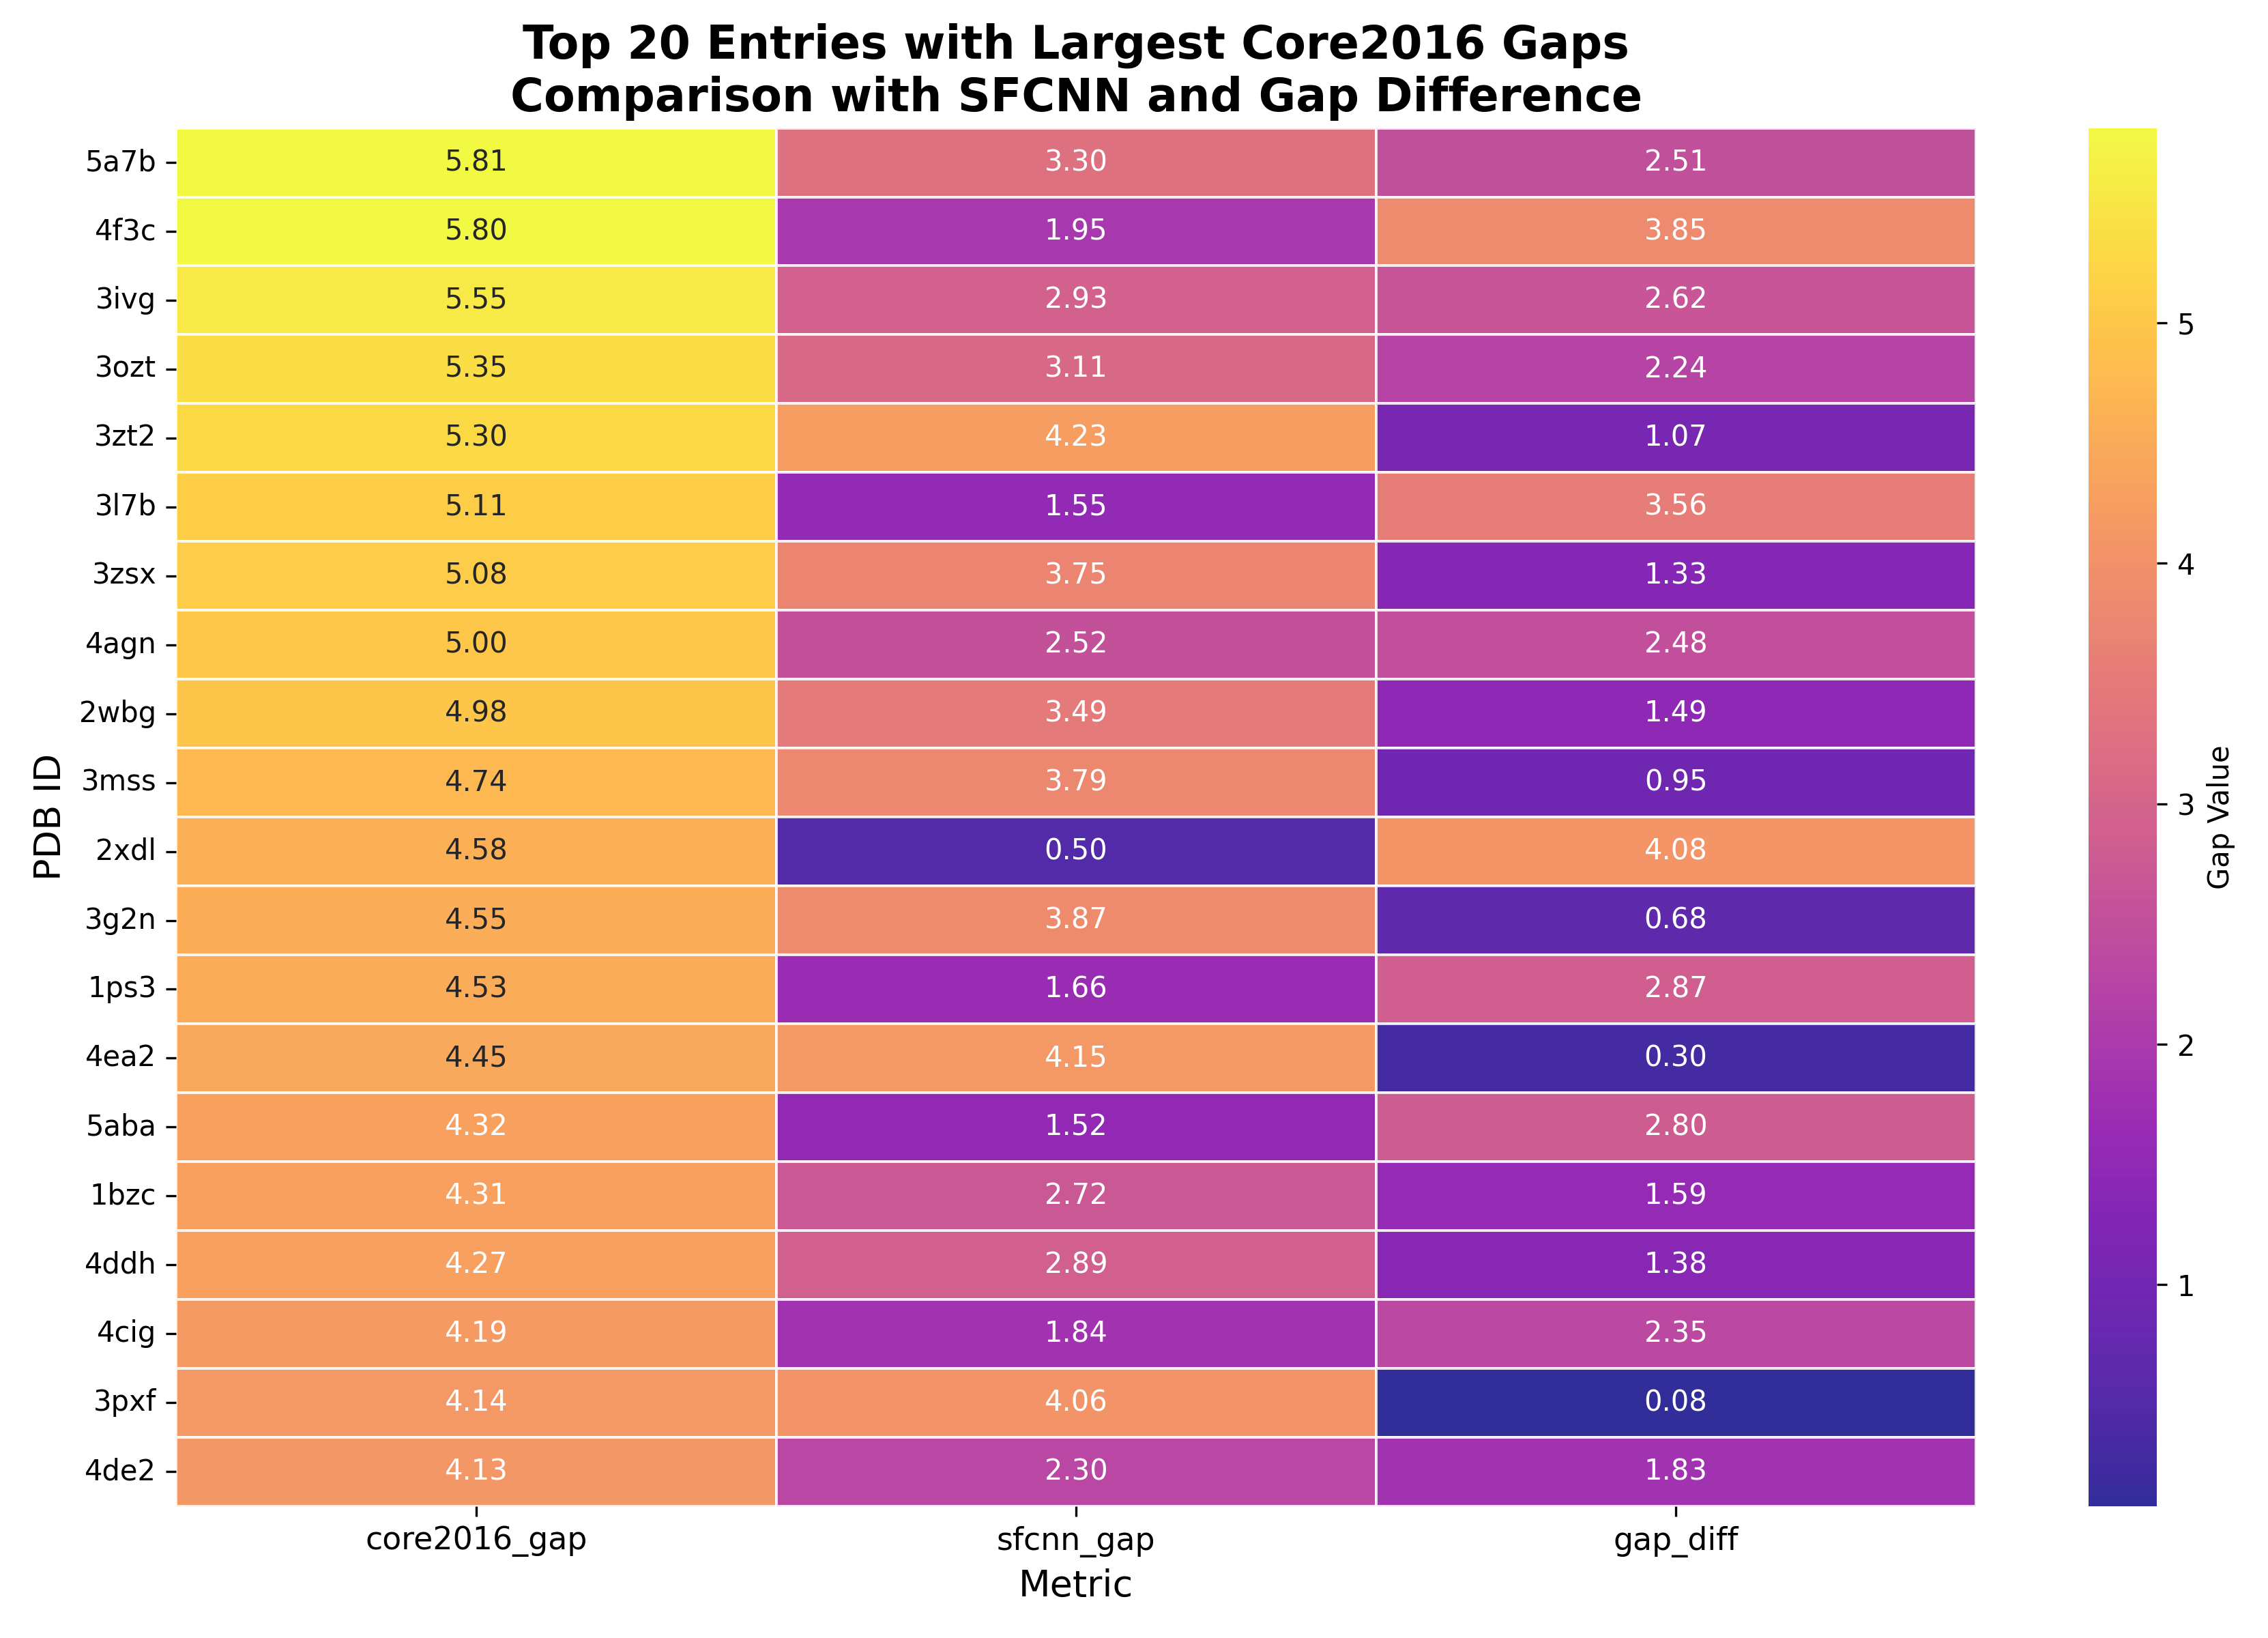 Top 20 Entries with Largest Core2016 Gaps
Comparison with SFCNN and Gap Difference
PDB ID
5a7b 5.81 3.30 2.51
4f3c 5.80 1.95 3.85
3ivg 5.55 2.93 2.62
3ozt 5.35 3.11 2.24
3zt2 5.30 4.23 1.07
3l7b 5.11 1.55 3.56
3zsx 5.08 3.75 1.33
4agn 5.00 2.52 2.48
2wbg 4.98 3.49 1.49
3mss 4.74 3.79 0.95
2xdl 4.58 0.50 4.08
3g2n 4.55 3.87 0.68
1ps3 4.53 1.66 2.87
4ea2 4.45 4.15 0.30
5aba 4.32 1.52 2.80
1bzc 4.31 2.72 1.59
4ddh 4.27 2.89 1.38
4cig 4.19 1.84 2.35
3pxf 4.14 4.06 0.08
4de2 4.13 2.30 1.83
core2016_gap sfcnn_gap gap_diff
Metric
5
4
3
2
1
Gap Value